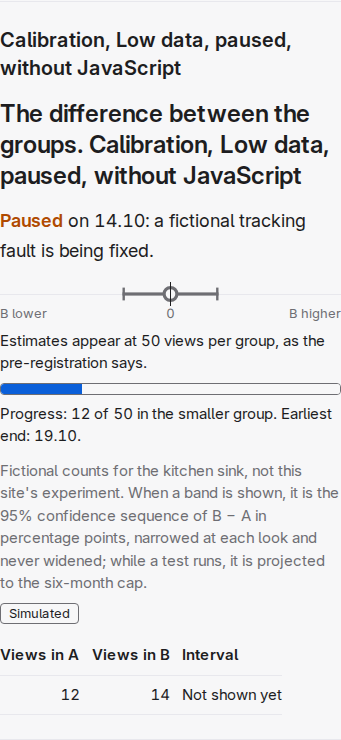 Calibration, Low data, paused,
without JavaScript
The difference between the
groups. Calibration, Low data,
paused, without JavaScript
Paused on 14.10: a fictional tracking
fault is being fixed.
B lower 0 B higher
Estimates appear at 50 views per group, as the
pre-registration says.
Progress: 12 of 50 in the smaller group. Earliest
end: 19.10.
Fictional counts for the kitchen sink, not this
site's experiment. When a band is shown, it is the
95% confidence sequence of B − A in
percentage points, narrowed at each look and
never widened; while a test runs, it is projected
to the six-month cap.
Simulated
Views in A Views in B Interval
12 14 Not shown yet